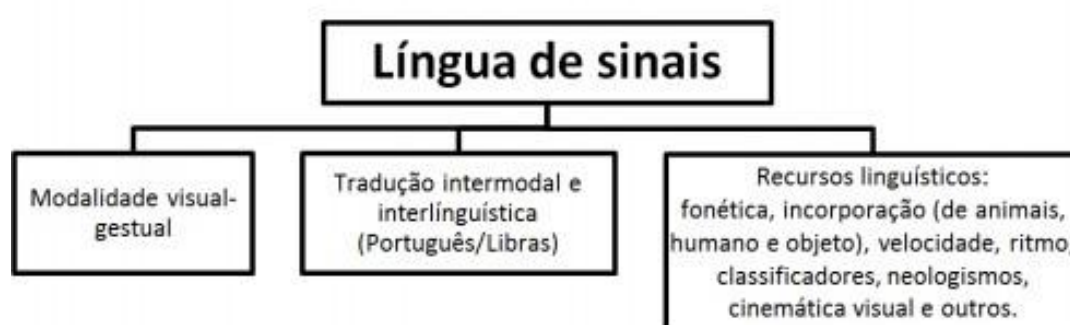 Língua de sinais
Modalidade visual-
gestual
Tradução intermodal e
interlinguística
(Português/Libras)
Recursos linguísticos:
fonética, incorporação (de animais,
humano e objeto), velocidade, ritmo,
classificadores, neologismos,
cinemática visual e outros.